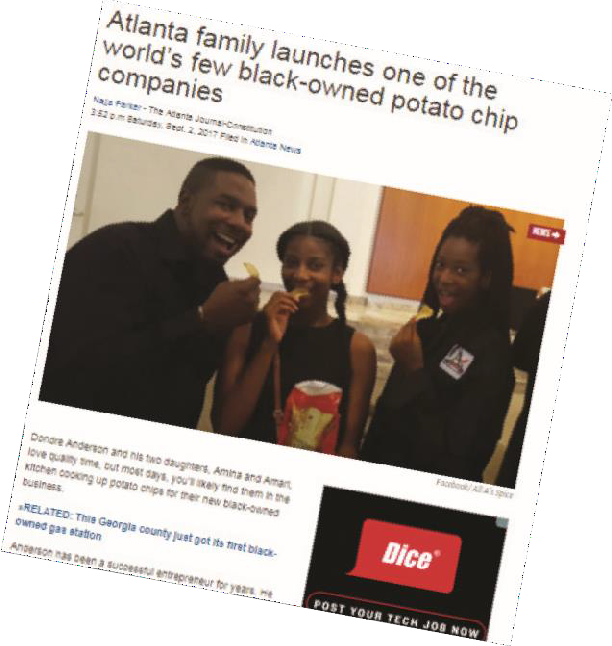 Atlanta family launches one of the
world's few black-owned potato chip
companies
Najja Parker - The Atlanta Journal-Constitution
3:52 p.m Saturday, Sept. 2, 2017 Filed in Atlanta News
NEWS
Facebook/ AllA's spice
Dondré Anderson and his two daughters, Amina and Amari,
love quality time, but most days, you'll likely find them in the
kitchen cooking up potato chips for their new black-owned
business.
»RELATED: This Georgia county just got its first black-
owned gas station
Anderson has been a successful entrepreneur for years. He
Dice®
POST YOUR TECH JOB NOW